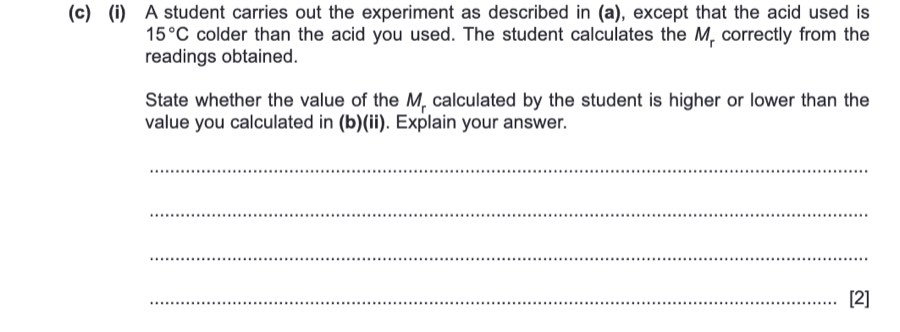 (c) (i) A student carries out the experiment as described in (a), except that the acid used is
15 °C colder than the acid you used. The student calculates the Mr correctly from the
readings obtained.
State whether the value of the Mr calculated by the student is higher or lower than the
value you calculated in (b)(ii). Explain your answer.
[2]